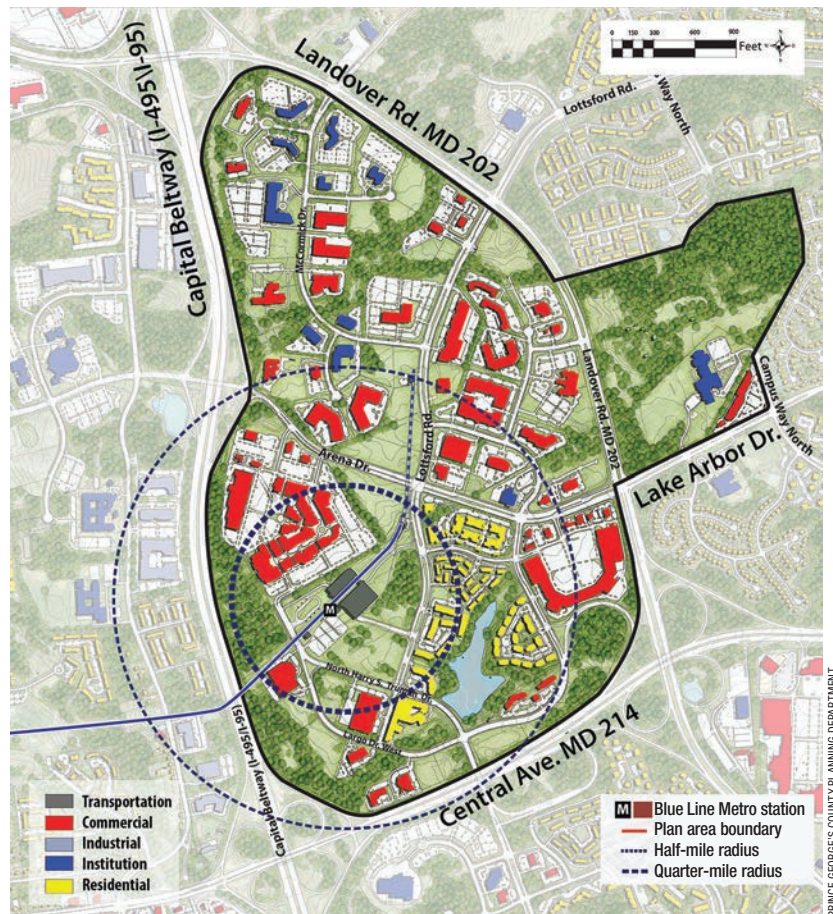 Capital Beltway (I-495\I-95)
Landover Rd. MD 202
0 150 300 600 900
Feet
Lottsford Rd.
Way North
McCormick Dr.
Landover Rd. MD 202
Campus Way North
Lottsford Rd.
Arena Dr.
Lake Arbor Dr.
M
North Harry S. Truman Dr.
Largo Dr. West
Central Ave. MD 214
Capital Beltway (I-495/I-95)
Transportation
Commercial
Industrial
Institution
Residential
M Blue Line Metro station
Plan area boundary
Half-mile radius
Quarter-mile radius
PRINCE GEORGE'S COUNTY PLANNING DEPARTMENT